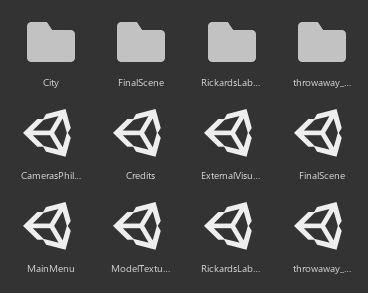 City FinalScene RickardsLab... throwaway_...
CamerasPhil... Credits ExternalVisu... FinalScene
MainMenu ModelTextu... RickardsLab... throwaway_...